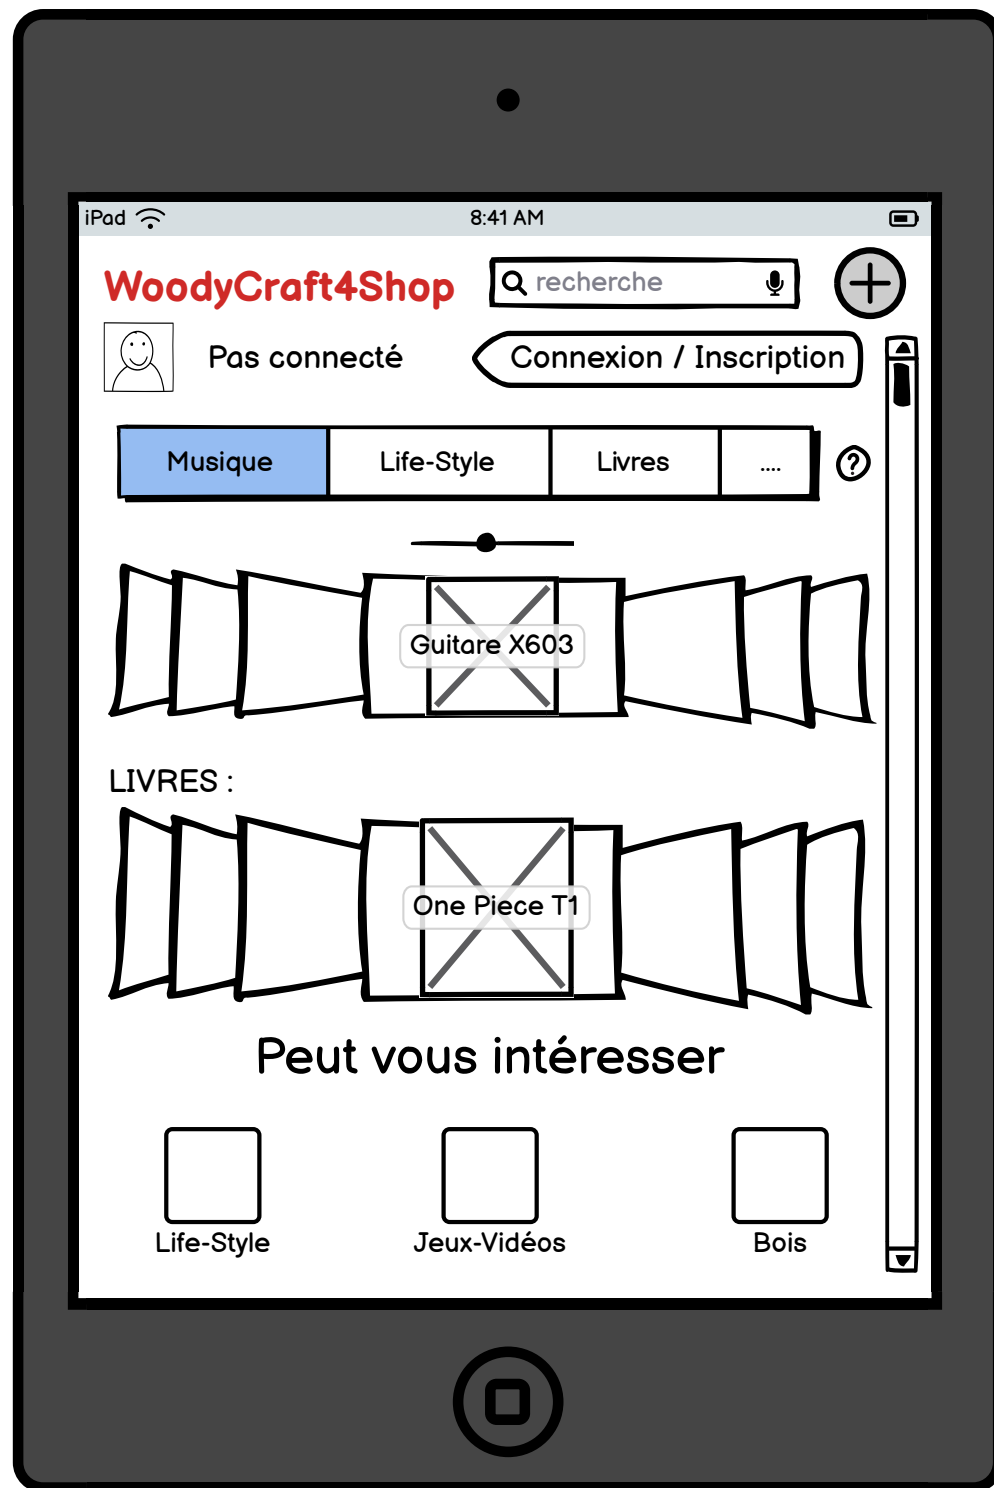 iPad 8:41 AM
WoodyCraft4Shop
recherche
Pas connecté
Connexion / Inscription
Musique Life-Style Livres ....
?
Guitare X603
LIVRES :
One Piece T1
Peut vous intéresser
Life-Style Jeux-Vidéos Bois